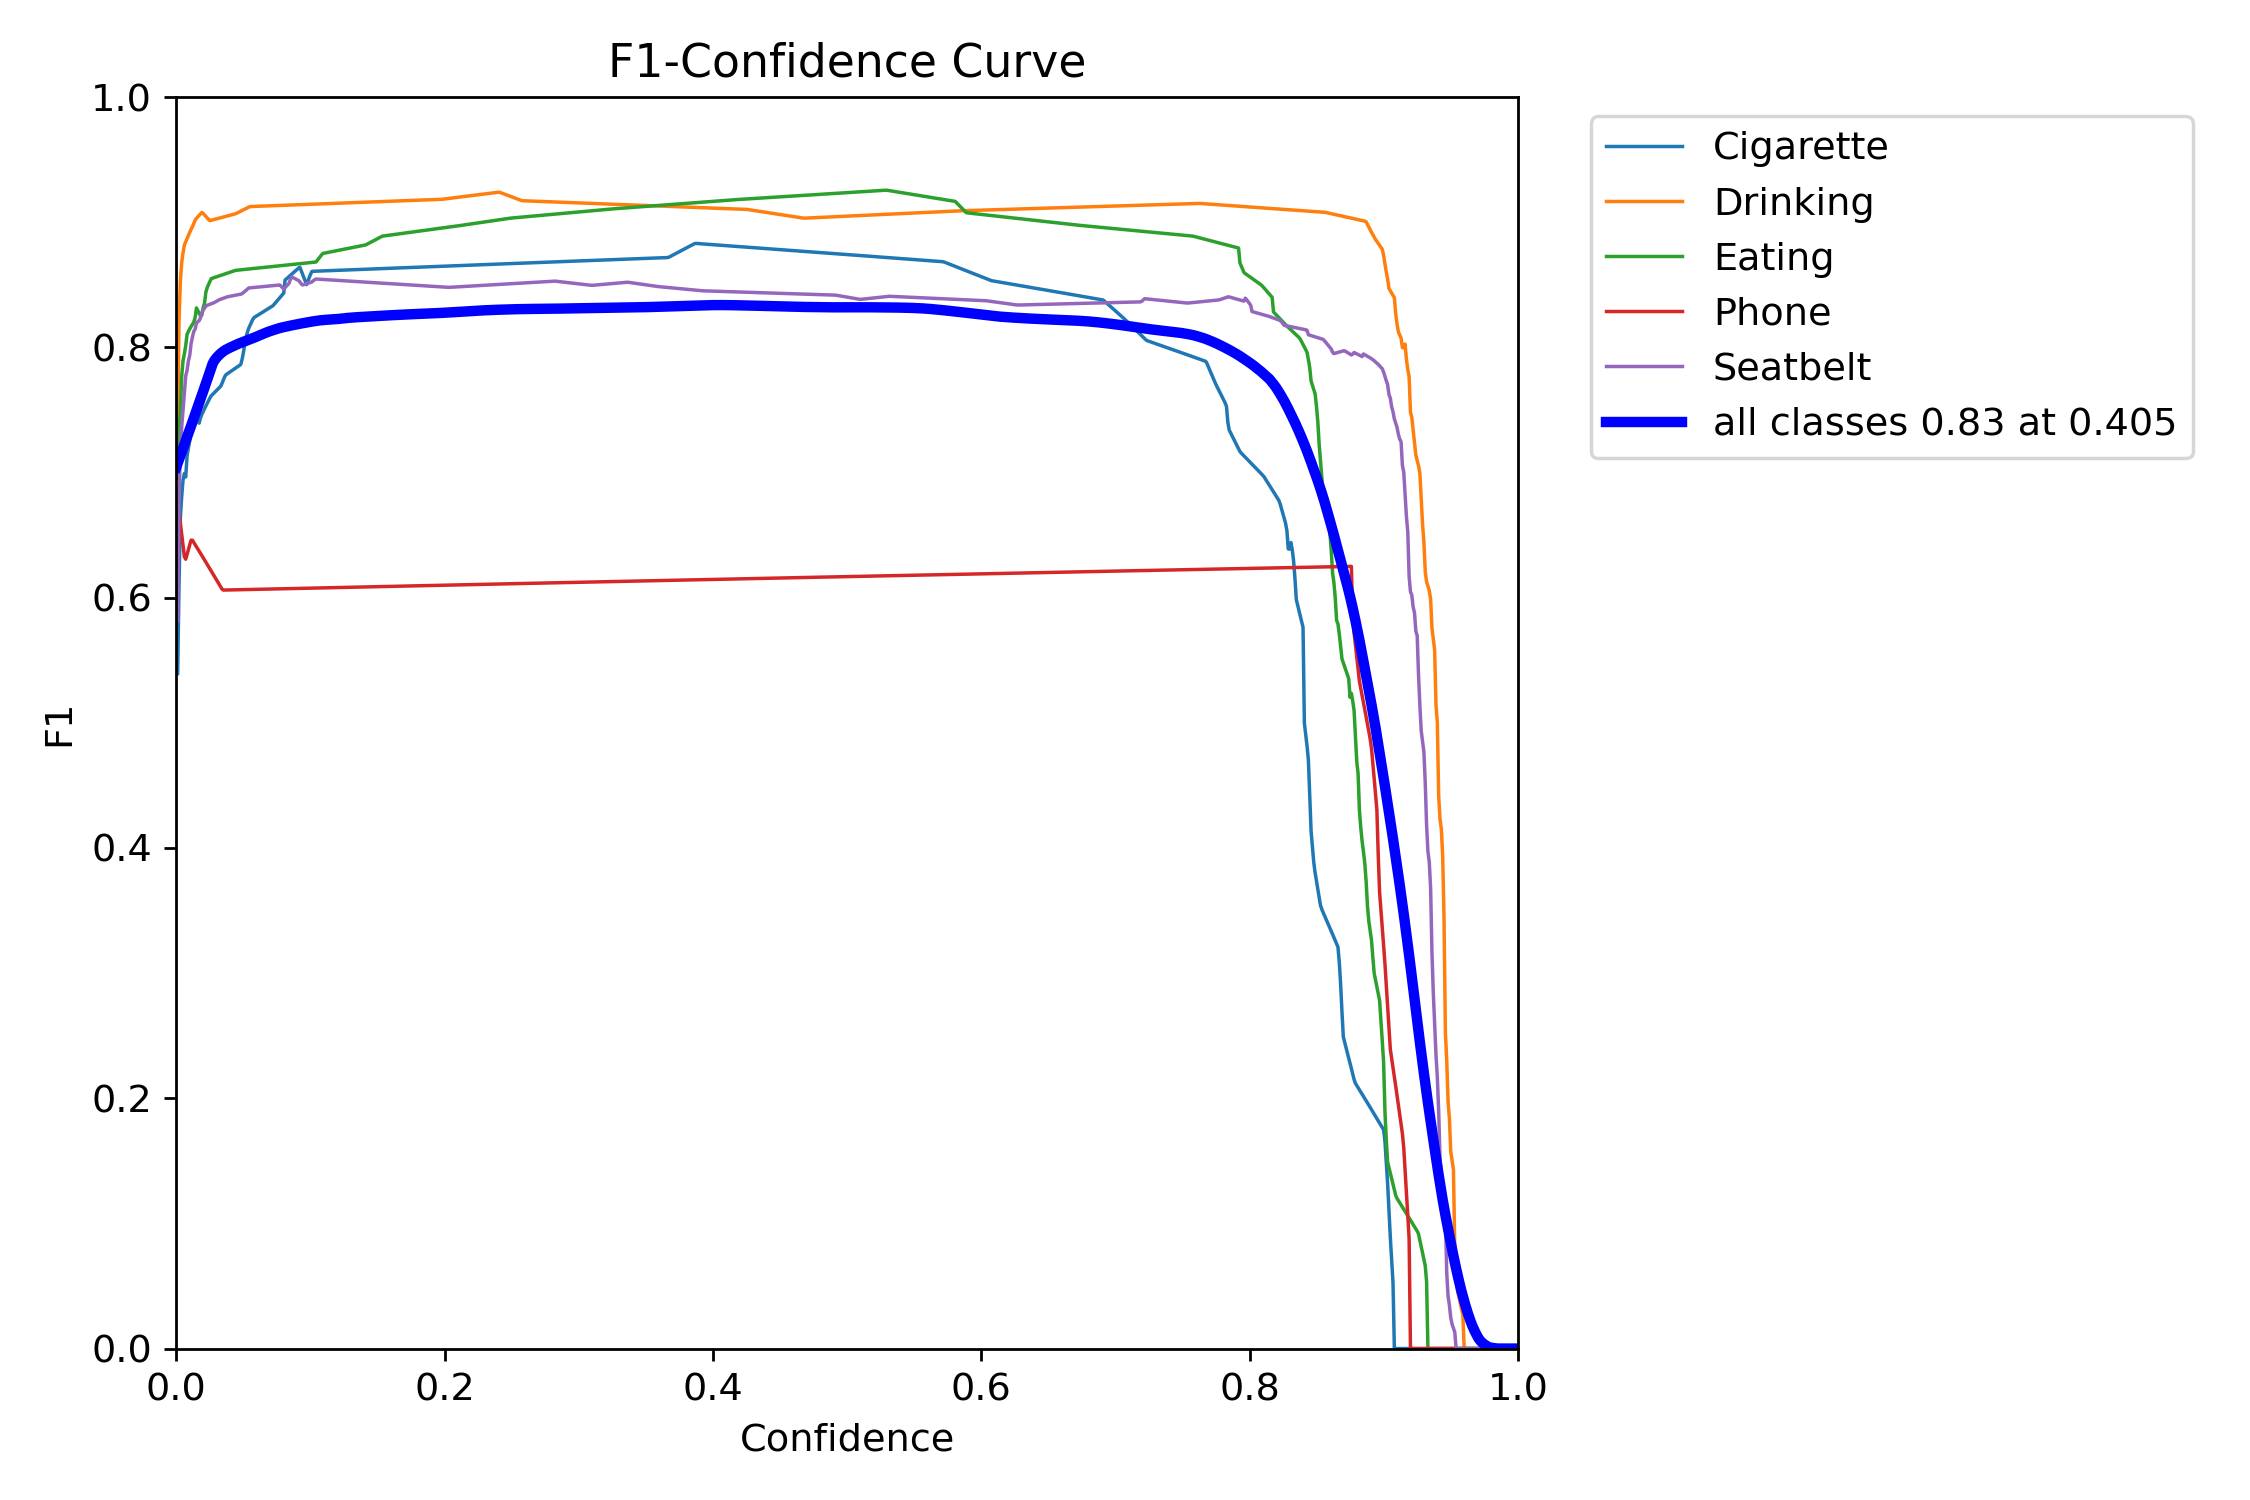 F1-Confidence Curve
1.0
0.8
0.6
0.4
0.2
0.0
F1
0.0 0.2 0.4 0.6 0.8 1.0
Confidence
Cigarette
Drinking
Eating
Phone
Seatbelt
all classes 0.83 at 0.405